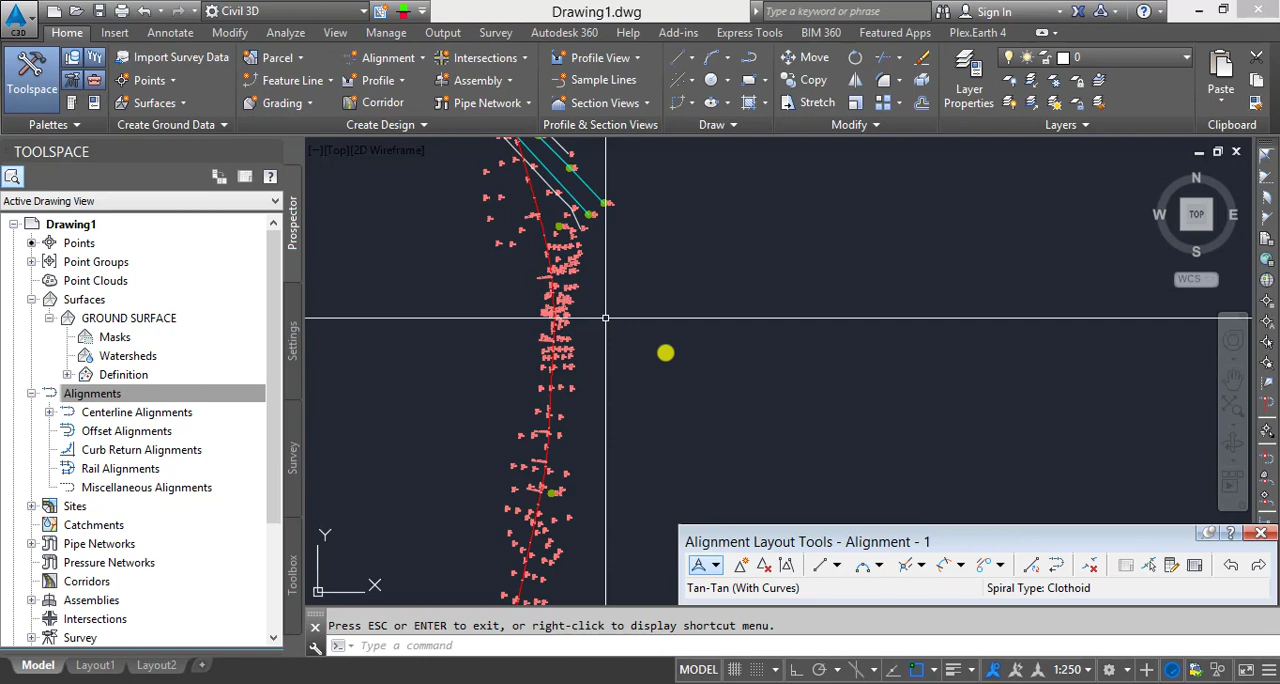 C3D
Civil 3D
Drawing1.dwg
Type a keyword or phrase
Sign In
Home Insert Annotate Modify Analyze View Manage Output Survey Autodesk 360 Help Add-ins Express Tools BIM 360 Featured Apps Plex.Earth 4
Toolspace
Import Survey Data
Points
Surfaces
Parcel
Feature Line
Grading
Alignment
Profile
Corridor
Intersections
Assembly
Pipe Network
Profile View
Sample Lines
Section Views
Move
Copy
Stretch
Layer
Properties
0
Paste
Palettes
Create Ground Data
Create Design
Profile & Section Views
Draw
Modify
Layers
Clipboard
TOOLSPACE
Active Drawing View
Drawing1
Points
Point Groups
Point Clouds
Surfaces
GROUND SURFACE
Masks
Watersheds
Definition
Alignments
Centerline Alignments
Offset Alignments
Curb Return Alignments
Rail Alignments
Miscellaneous Alignments
Sites
Catchments
Pipe Networks
Pressure Networks
Corridors
Assemblies
Intersections
Survey
Prospector
Settings
Survey
Toolbox
[−][Top][2D Wireframe]
N
W TOP E
S
WCS
Y
X
Alignment Layout Tools - Alignment - 1
Tan-Tan (With Curves) Spiral Type: Clothoid
Press ESC or ENTER to exit, or right-click to display shortcut menu.
Type a command
Model Layout1 Layout2 +
MODEL
1:250